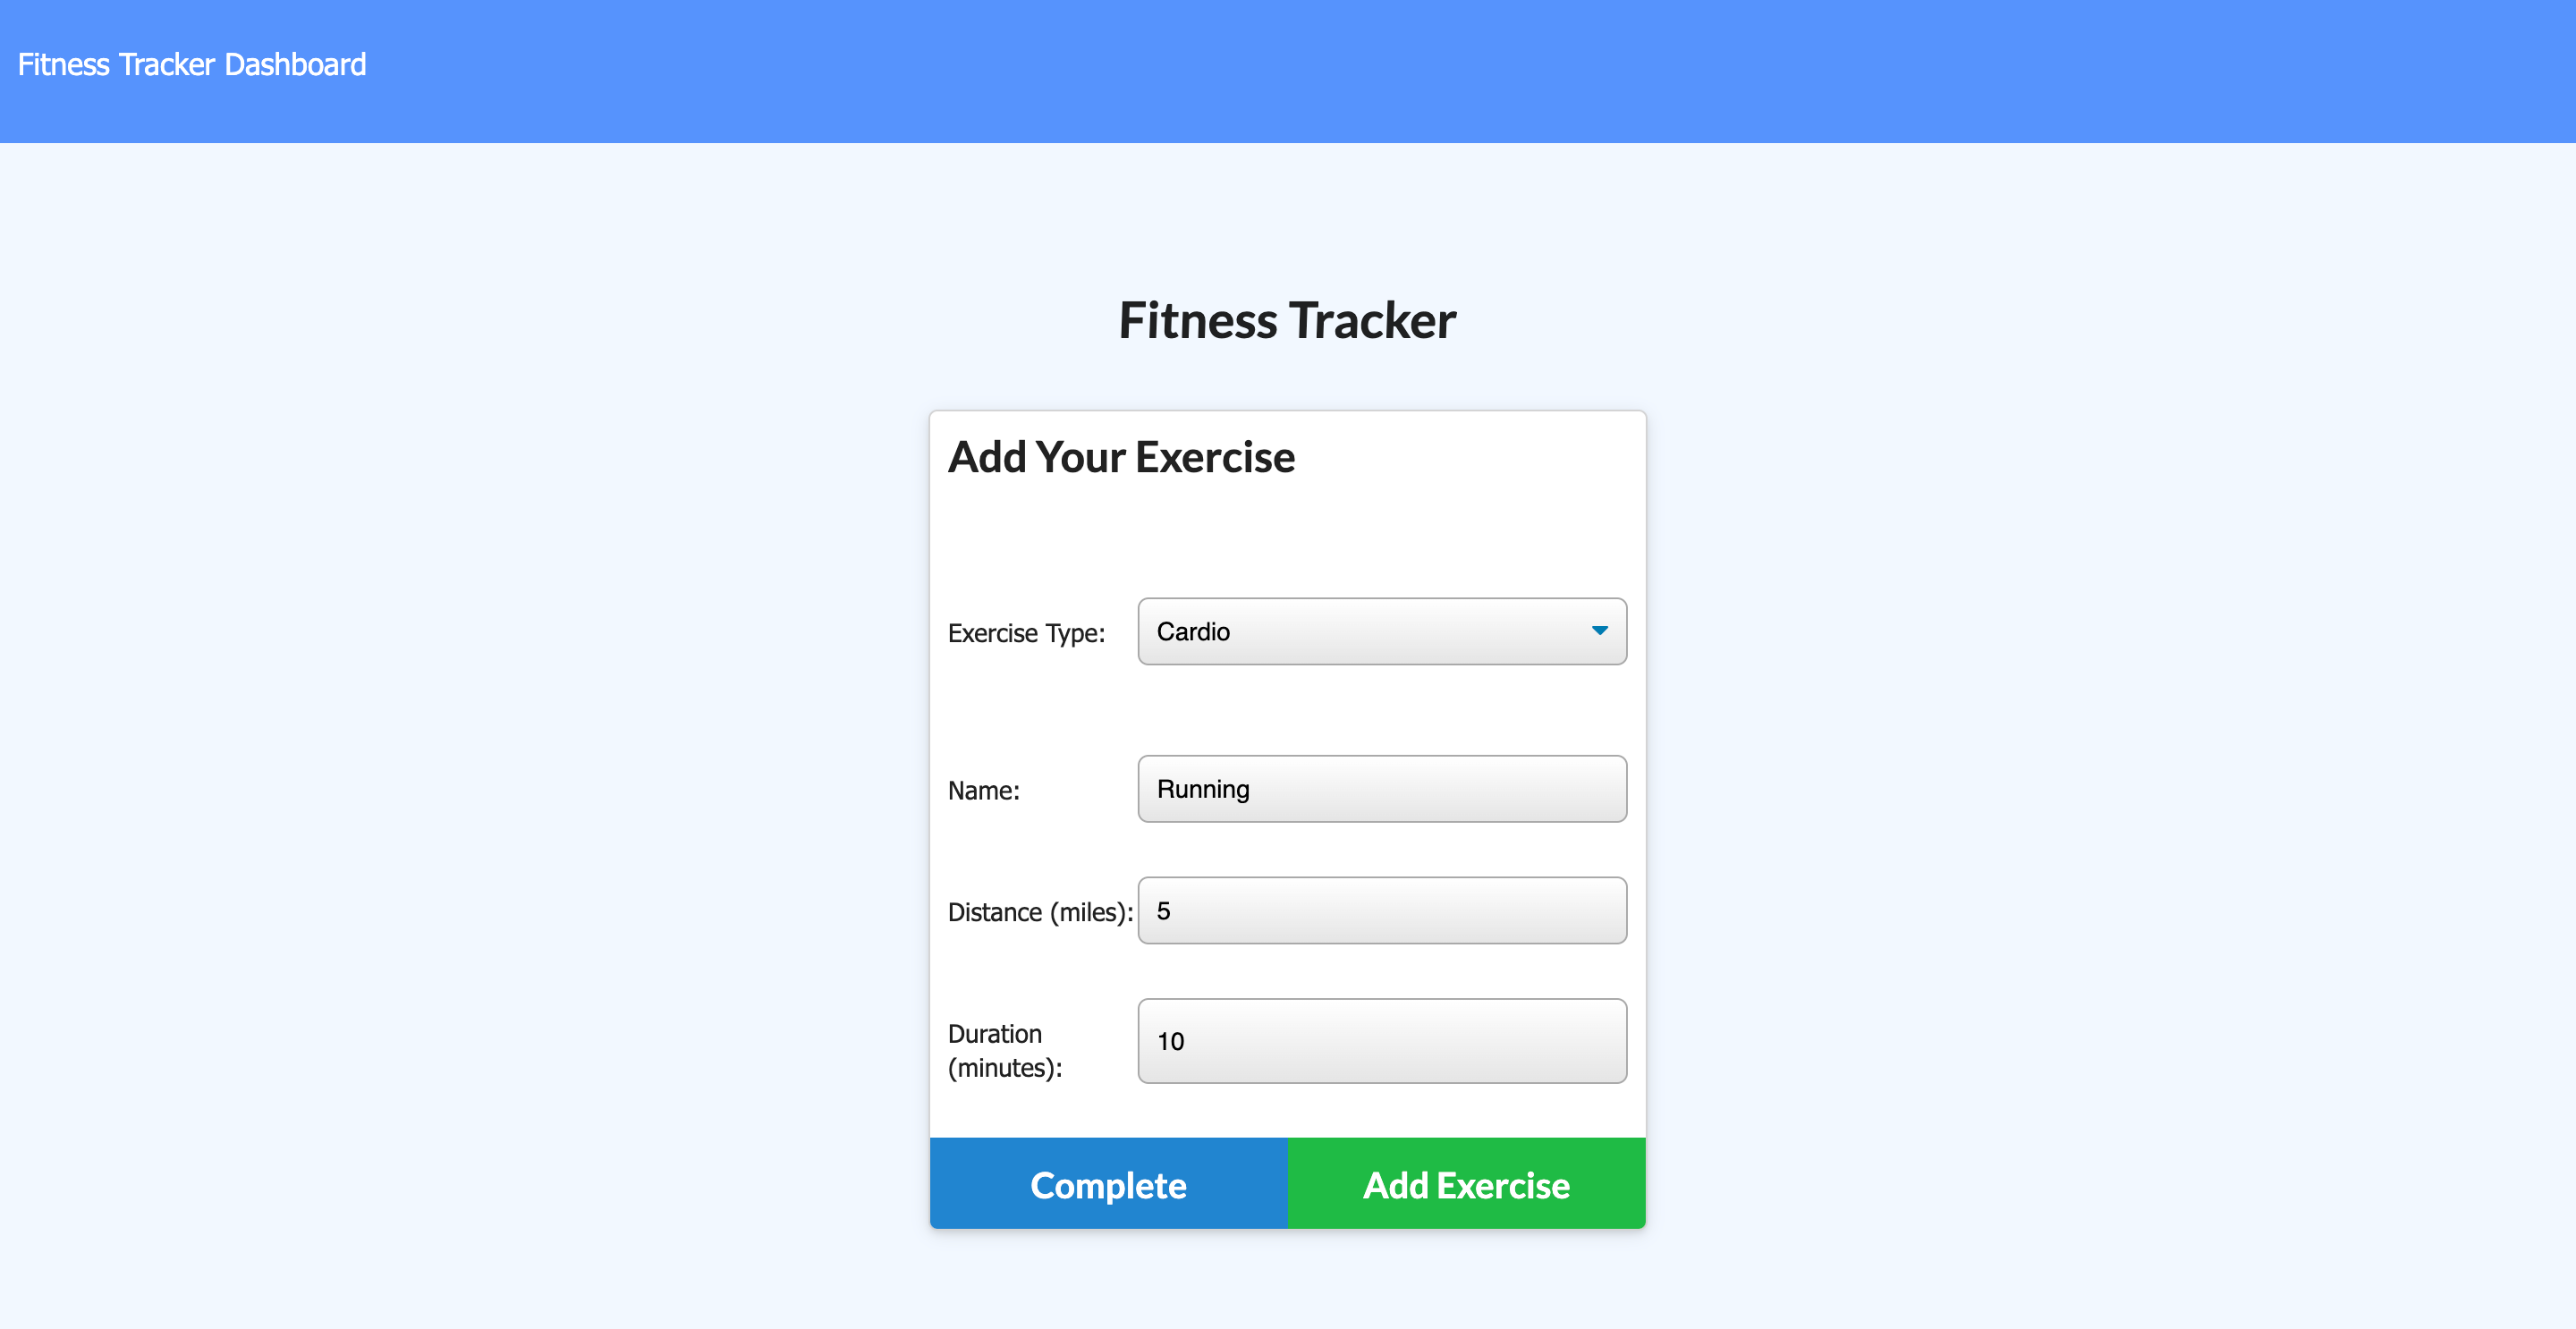 Fitness Tracker Dashboard
Fitness Tracker
Add Your Exercise
Exercise Type: Cardio
Name: Running
Distance (miles): 5
Duration
(minutes): 10
Complete Add Exercise